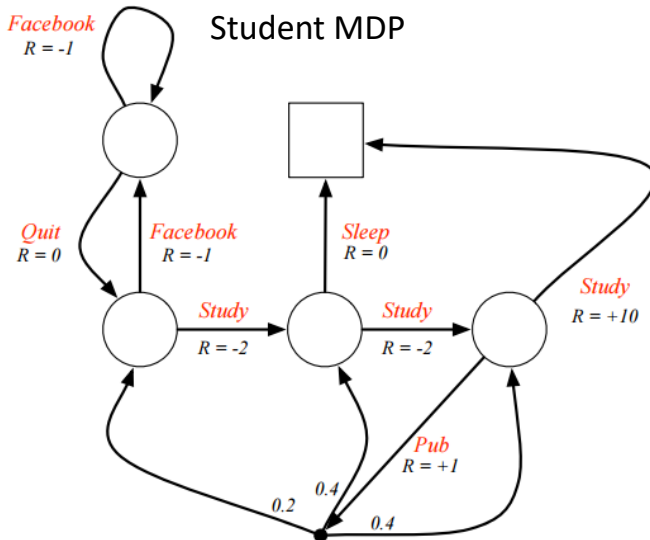 Student MDP
Facebook
R = -1
Quit
R = 0
Facebook
R = -1
Sleep
R = 0
Study
R = -2
Study
R = -2
Study
R = +10
Pub
R = +1
0.2
0.4
0.4